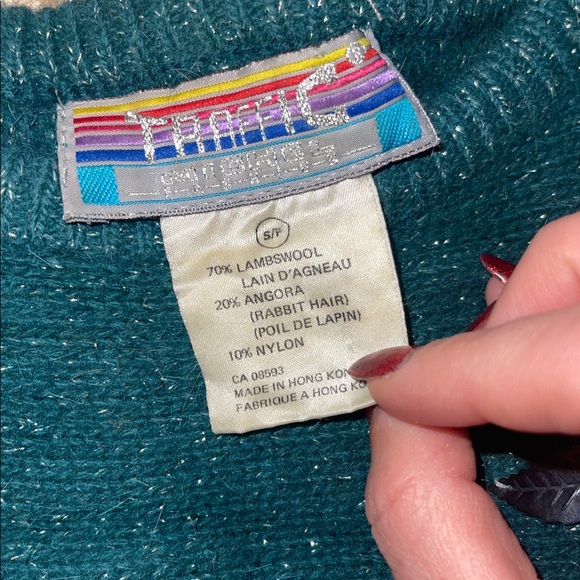 TRAFFIC
S/P
70% LAMBSWOOL
LAIN D'AGNEAU
20% ANGORA
(RABBIT HAIR)
(POIL DE LAPIN)
10% NYLON
CA 08593
MADE IN HONG KON
FABRIQUE A HONG KO